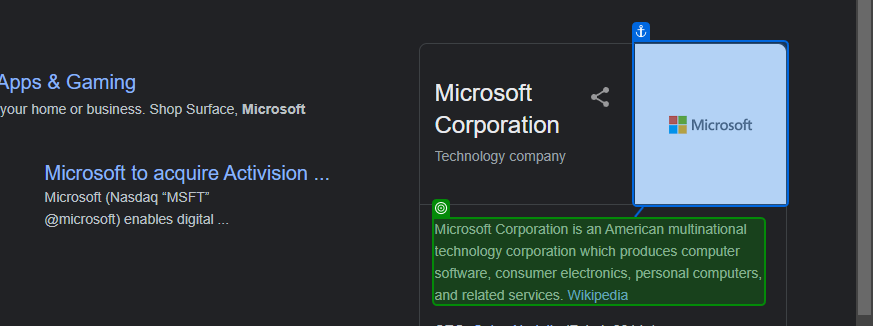 Apps & Gaming
your home or business. Shop Surface, Microsoft
Microsoft to acquire Activision ...
Microsoft (Nasdaq “MSFT”
@microsoft) enables digital ...
Microsoft
Corporation
Technology company
Microsoft
Microsoft Corporation is an American multinational
technology corporation which produces computer
software, consumer electronics, personal computers,
and related services. Wikipedia